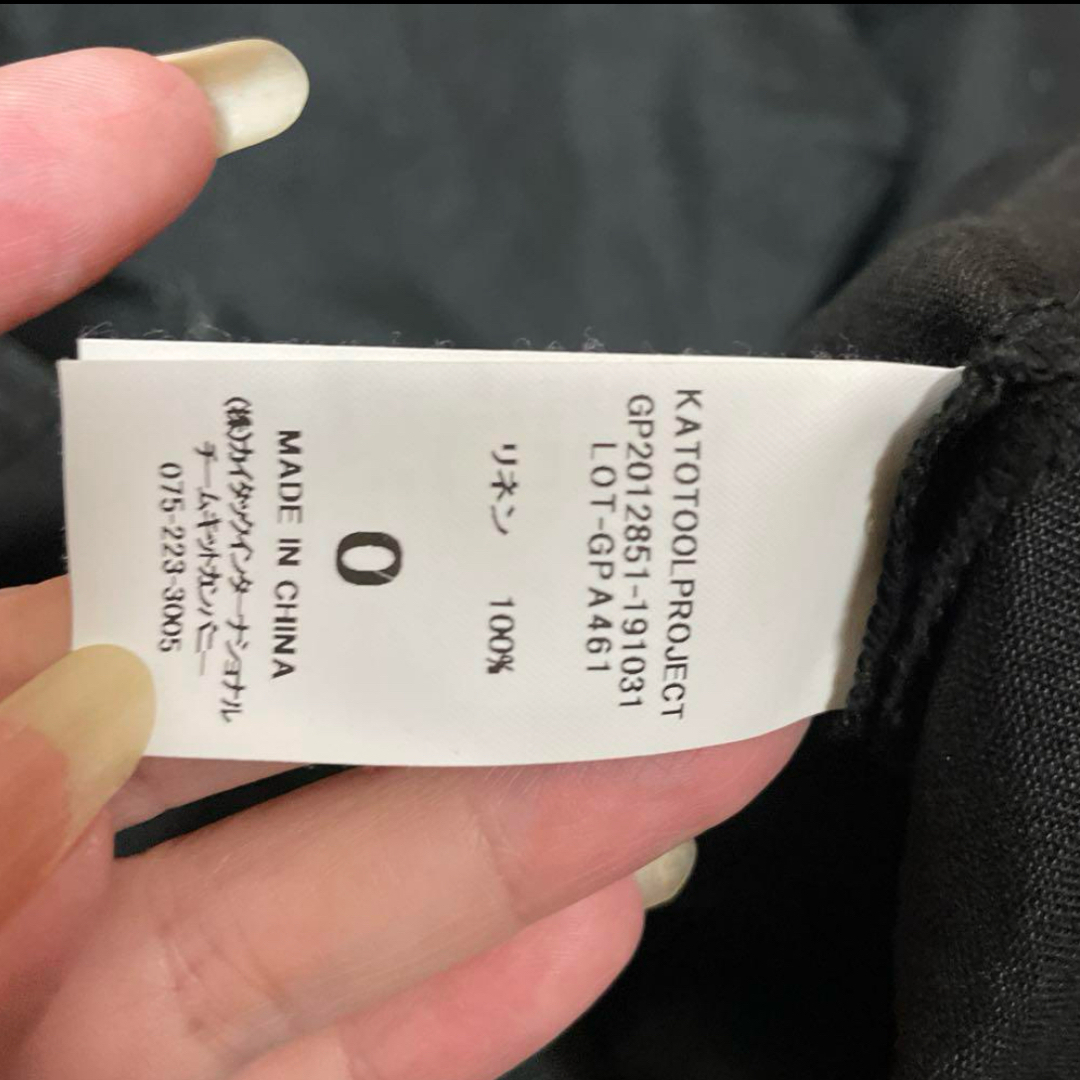 KATOTOOLPROJECT
GP2012851-191031
LOT-GPA461
リネン 100%
0
MADE IN CHINA
(株)カイタックインターナショナル
チームキットカンパニー
075-223-3005